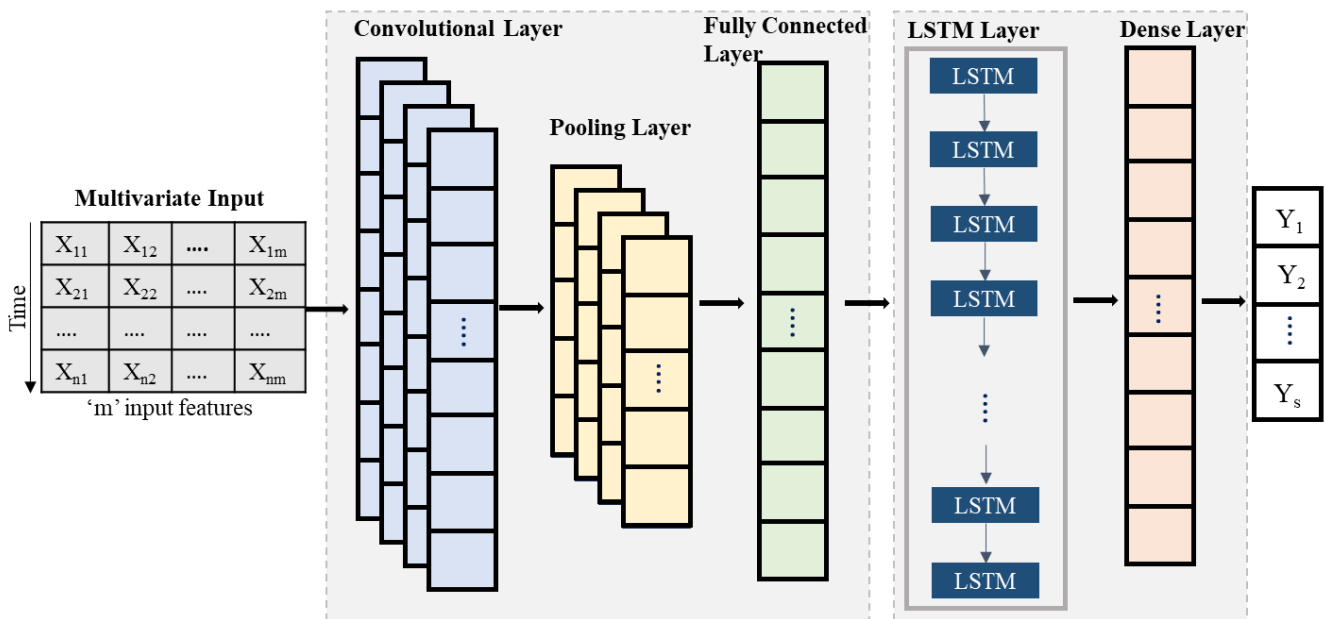 Multivariate Input
Time
X11 X12 .... X1m
X21 X22 .... X2m
.... .... .... ....
Xn1 Xn2 .... Xnm
‘m’ input features
Convolutional Layer
Pooling Layer
Fully Connected
Layer
LSTM Layer
LSTM
LSTM
LSTM
LSTM
LSTM
LSTM
Dense Layer
Y1
Y2
Ys